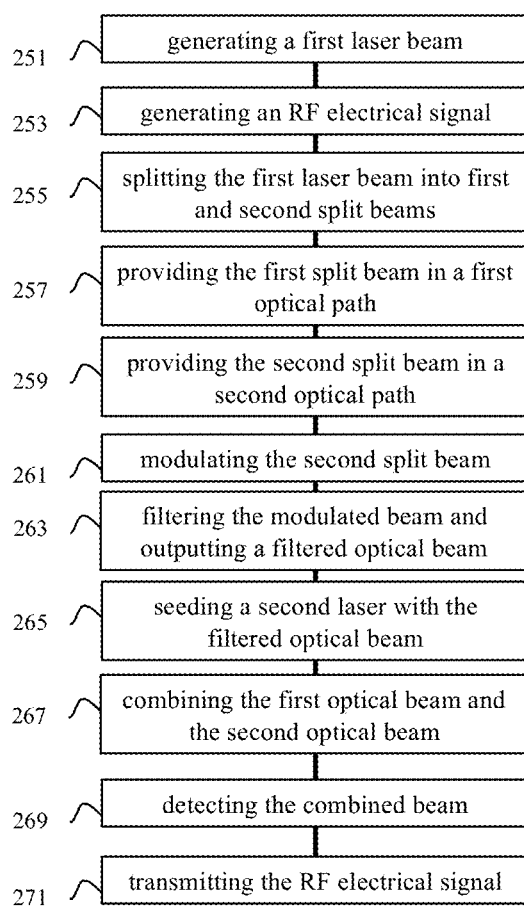 251 generating a first laser beam
253 generating an RF electrical signal
255 splitting the first laser beam into
first and second split beams
257 providing the first split beam in a first
optical path
259 providing the second split beam in a
second optical path
261 modulating the second split beam
263 filtering the modulated beam and
outputting a filtered optical beam
265 seeding a second laser with the
filtered optical beam
267 combining the first optical beam and
the second optical beam
269 detecting the combined beam
271 transmitting the RF electrical signal